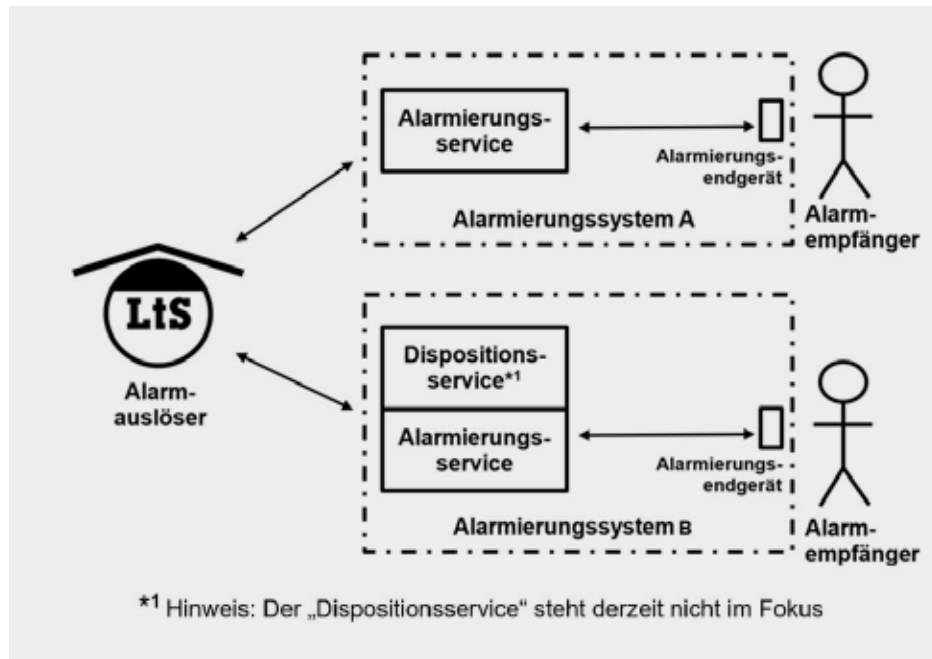 Alarmierungs-
service
Alarmierungs-
endgerät
Alarmierungssystem A
Alarm-
empfänger
LtS
Alarm-
auslöser
Dispositions-
service*1
Alarmierungs-
service
Alarmierungs-
endgerät
Alarmierungssystem B
Alarm-
empfänger
*1 Hinweis: Der „Dispositionsservice“ steht derzeit nicht im Fokus